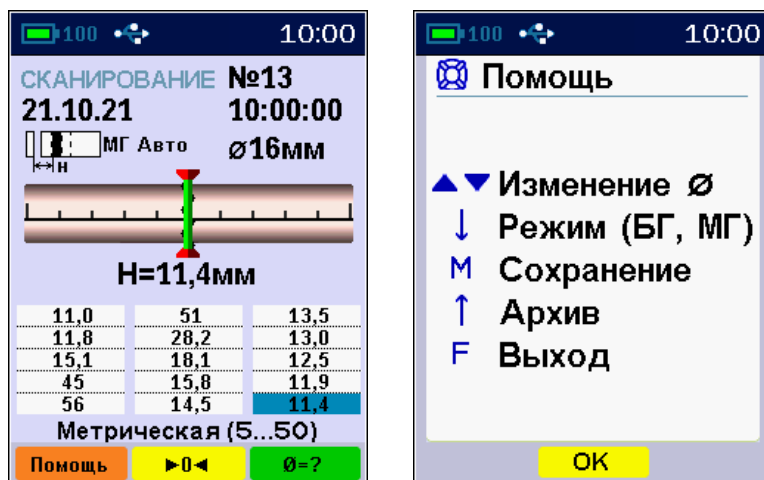 100 10:00
СКАНИРОВАНИЕ №13
21.10.21 10:00:00
МГ Авто ø16мм
H
H=11,4мм
11,0 51 13,5
11,8 28,2 13,0
15,1 18,1 12,5
45 15,8 11,9
56 14,5 11,4
Метрическая (5...50)
Помощь ►0◄ Ø=?
100 10:00
Помощь
▲▼ Изменение Ø
↓ Режим (БГ, МГ)
M Сохранение
↑ Архив
F Выход
OK